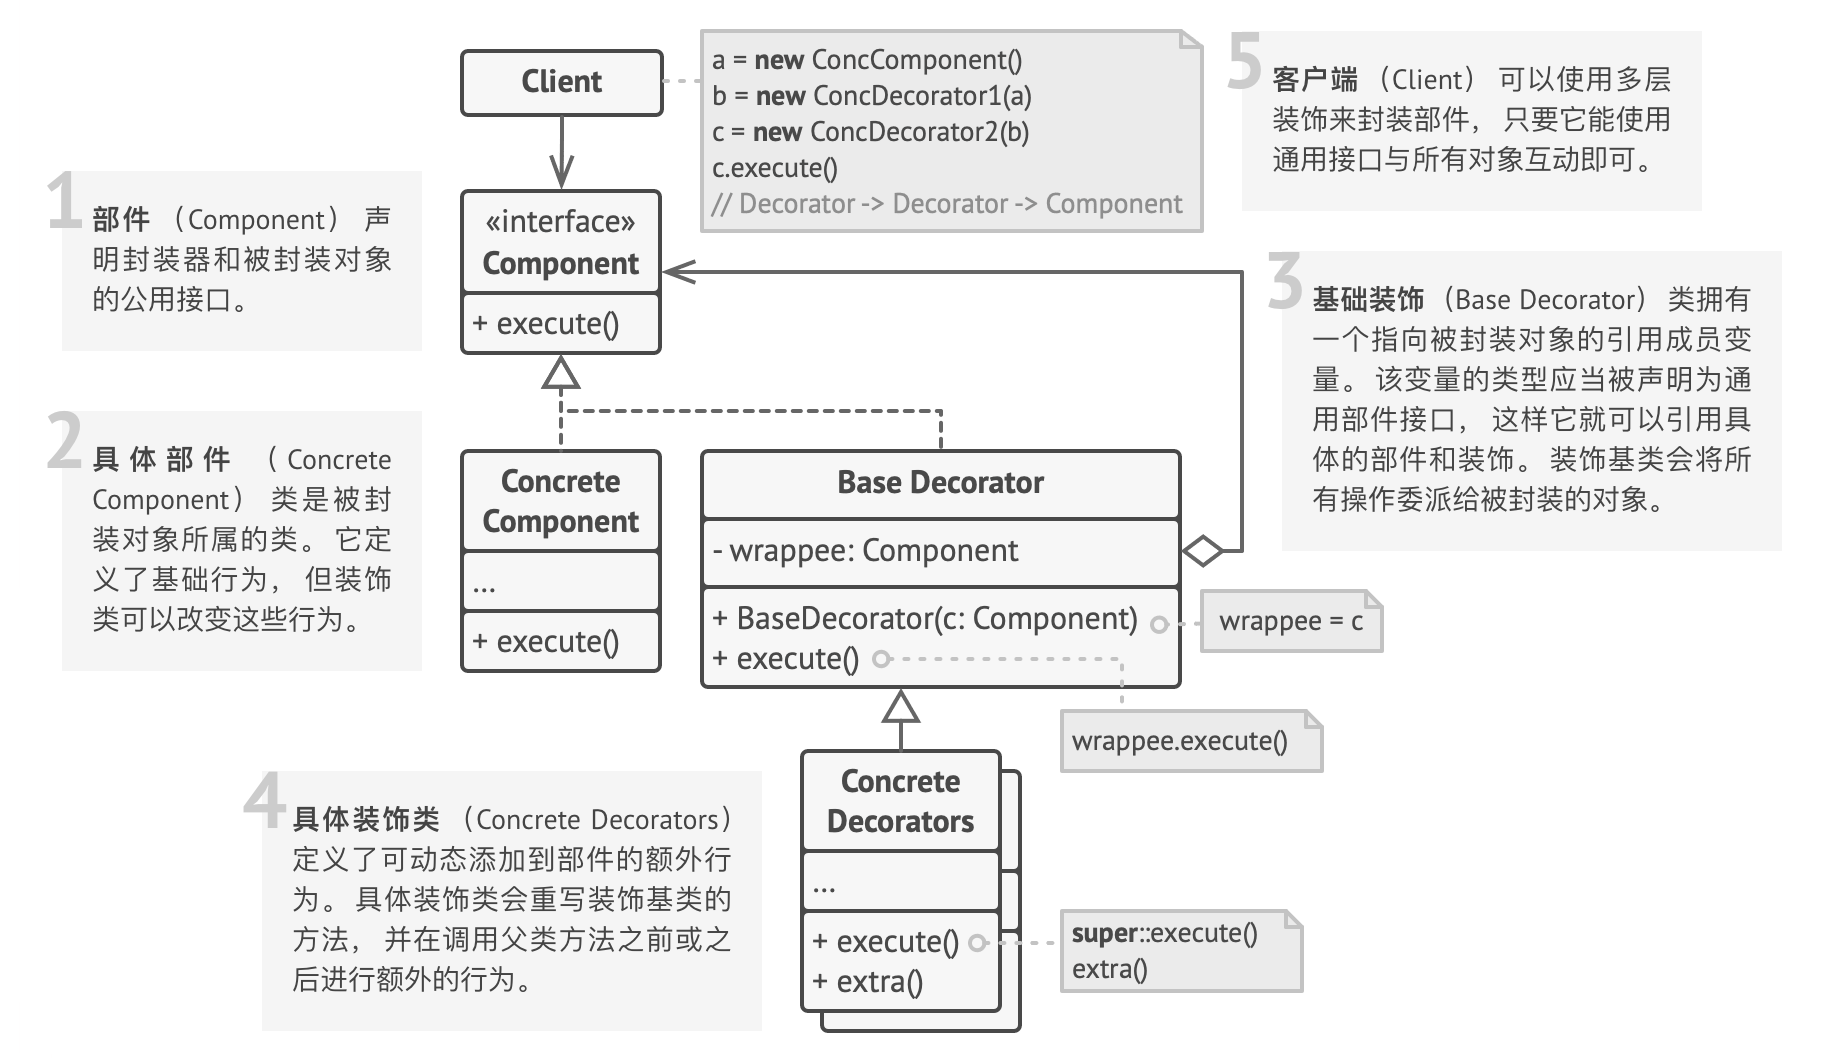 Client
a = new ConcComponent()
b = new ConcDecorator1(a)
c = new ConcDecorator2(b)
c.execute()
// Decorator -> Decorator -> Component
5
客户端 （Client） 可以使用多层
装饰来封装部件， 只要它能使用
通用接口与所有对象互动即可。
1
部件 （Component） 声
明封装器和被封装对象
的公用接口。
«interface»
Component
+ execute()
3
基础装饰 （Base Decorator） 类拥有
一个指向被封装对象的引用成员变
量。 该变量的类型应当被声明为通
用部件接口， 这样它就可以引用具
体的部件和装饰。 装饰基类会将所
有操作委派给被封装的对象。
2
具体部件 （Concrete
Component） 类是被封
装对象所属的类。 它定
义了基础行为， 但装饰
类可以改变这些行为。
Concrete
Component
...
+ execute()
Base Decorator
- wrappee: Component
+ BaseDecorator(c: Component)
+ execute()
wrappee = c
wrappee.execute()
4
具体装饰类 （Concrete Decorators）
定义了可动态添加到部件的额外行
为。 具体装饰类会重写装饰基类的
方法， 并在调用父类方法之前或之
后进行额外的行为。
Concrete
Decorators
...
+ execute()
+ extra()
super::execute()
extra()